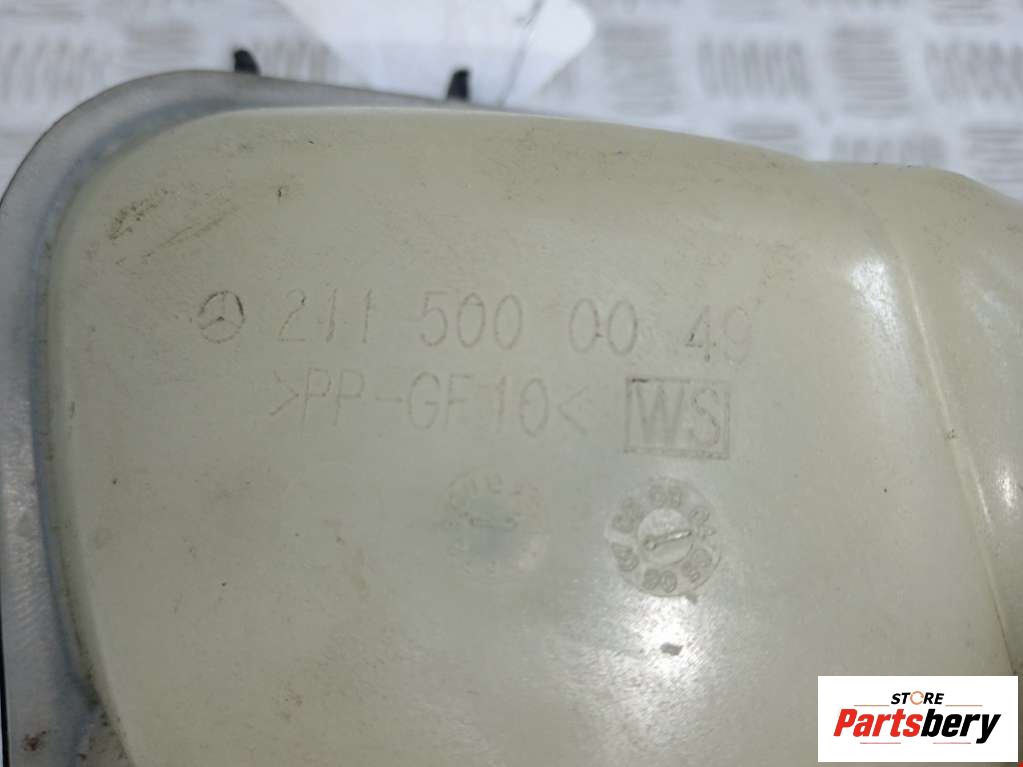 211 500 00 49
>PP-GF10<
WS
STORE
Partsbery